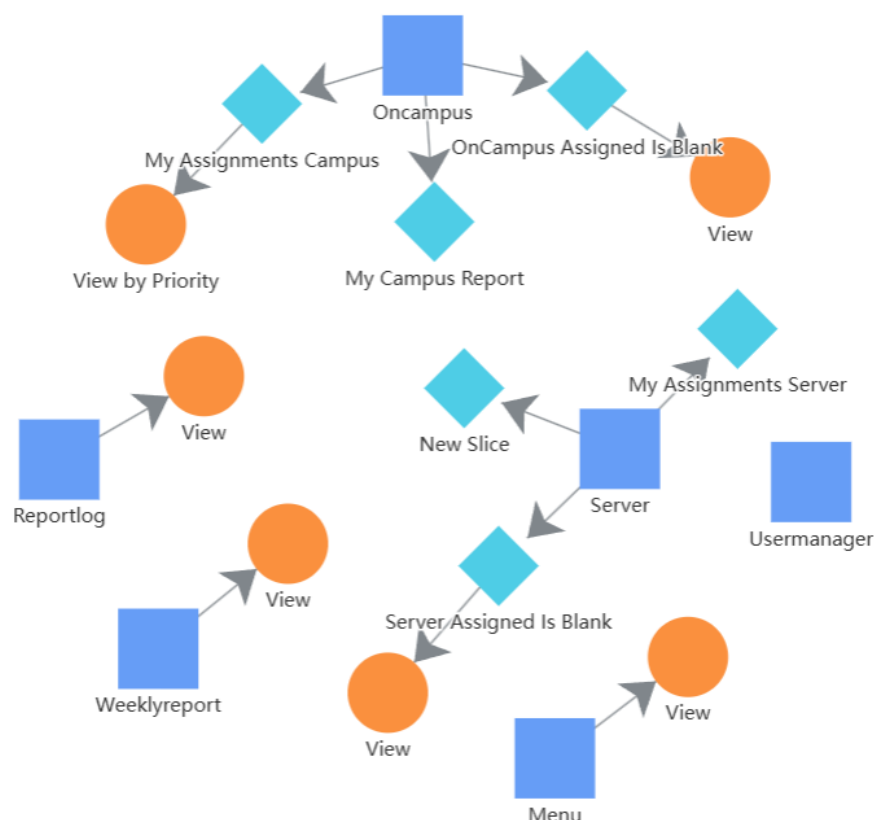 Oncampus
My Assignments Campus
OnCampus Assigned Is Blank
View
View by Priority
My Campus Report
My Assignments Server
View
New Slice
Reportlog
Server
Usermanager
View
Server Assigned Is Blank
Weeklyreport
View
View
Menu